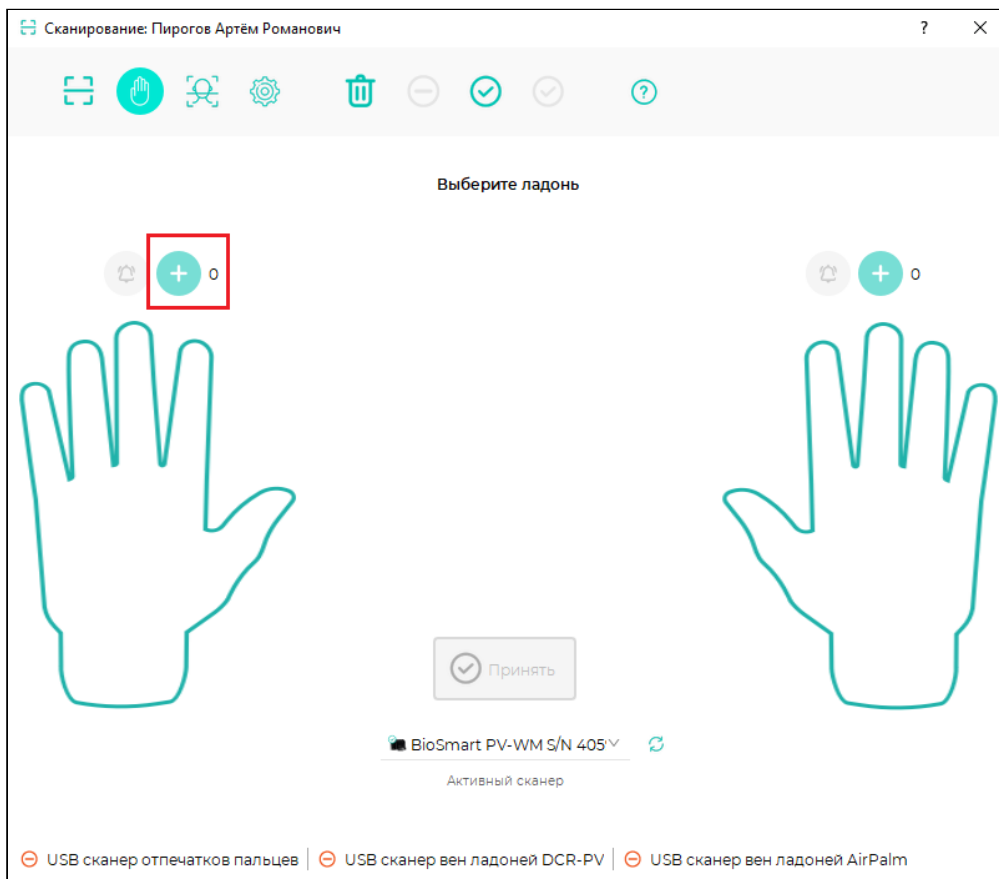 Сканирование: Пирогов Артём Романович
Выберите ладонь
0
0
Принять
BioSmart PV-WM S/N 405
Активный сканер
USB сканер отпечатков пальцев USB сканер вен ладоней DCR-PV USB сканер вен ладоней AirPalm